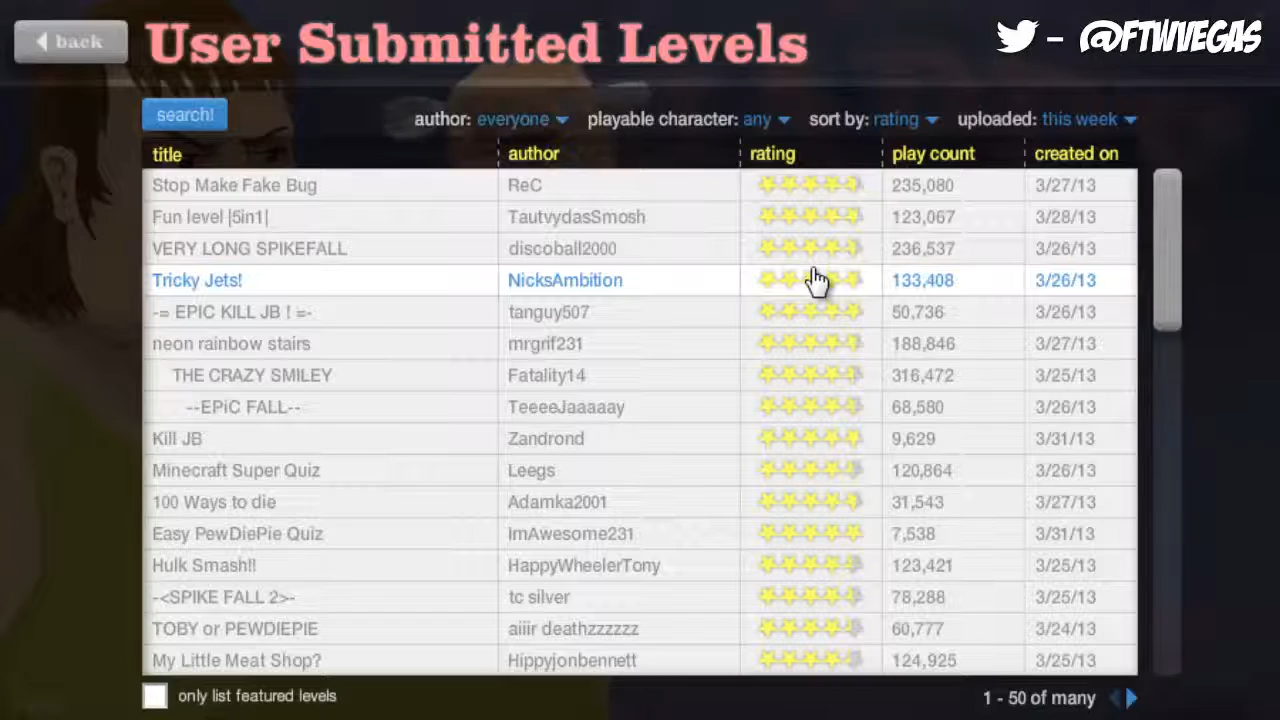 back
User Submitted Levels
- @FTWVEGAS
search!
author: everyone playable character: any sort by: rating uploaded: this week
title author rating play count created on
Stop Make Fake Bug ReC 235,080 3/27/13
Fun level |5in1| TautvydasSmosh 123,067 3/28/13
VERY LONG SPIKEFALL discoball2000 236,537 3/26/13
Tricky Jets! NicksAmbition 133,408 3/26/13
-= EPIC KILL JB ! =- tanguy507 50,736 3/26/13
neon rainbow stairs mrgrif231 188,846 3/27/13
THE CRAZY SMILEY Fatality14 316,472 3/25/13
--EPiC FALL-- TeeeeJaaaaay 68,580 3/26/13
Kill JB Zandrond 9,629 3/31/13
Minecraft Super Quiz Leegs 120,864 3/26/13
100 Ways to die Adamka2001 31,543 3/27/13
Easy PewDiePie Quiz ImAwesome231 7,538 3/31/13
Hulk Smash!! HappyWheelerTony 123,421 3/25/13
-<SPIKE FALL 2>- tc silver 78,288 3/25/13
TOBY or PEWDIEPIE aiiir deathzzzzzz 60,777 3/24/13
My Little Meat Shop? Hippyjonbennett 124,925 3/25/13
only list featured levels 1 - 50 of many